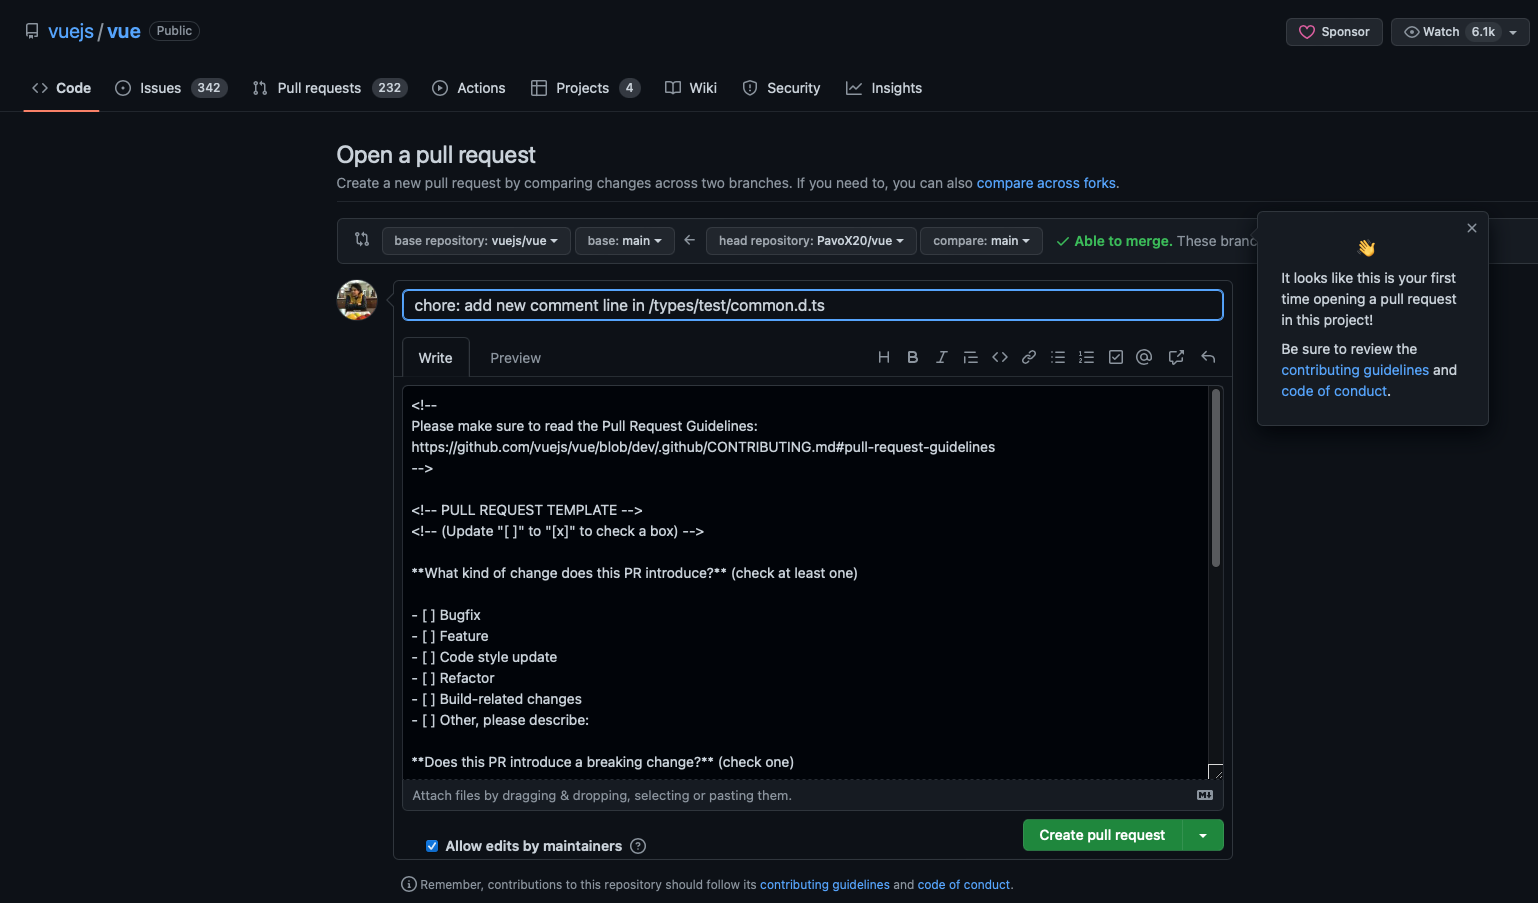 vuejs / vue Public
Sponsor Watch 6.1k
Code Issues 342 Pull requests 232 Actions Projects 4 Wiki Security Insights
Open a pull request
Create a new pull request by comparing changes across two branches. If you need to, you can also compare across forks.
base repository: vuejs/vue base: main head repository: PavoX20/vue compare: main Able to merge. These branc
👋
It looks like this is your first
time opening a pull request
in this project!
Be sure to review the
contributing guidelines and
code of conduct.
chore: add new comment line in /types/test/common.d.ts
Write Preview
<!--
Please make sure to read the Pull Request Guidelines:
https://github.com/vuejs/vue/blob/dev/.github/CONTRIBUTING.md#pull-request-guidelines
-->
<!-- PULL REQUEST TEMPLATE -->
<!-- (Update "[ ]" to "[x]" to check a box) -->
**What kind of change does this PR introduce?** (check at least one)
- [ ] Bugfix
- [ ] Feature
- [ ] Code style update
- [ ] Refactor
- [ ] Build-related changes
- [ ] Other, please describe:
**Does this PR introduce a breaking change?** (check one)
Attach files by dragging & dropping, selecting or pasting them.
Allow edits by maintainers
Create pull request
Remember, contributions to this repository should follow its contributing guidelines and code of conduct.